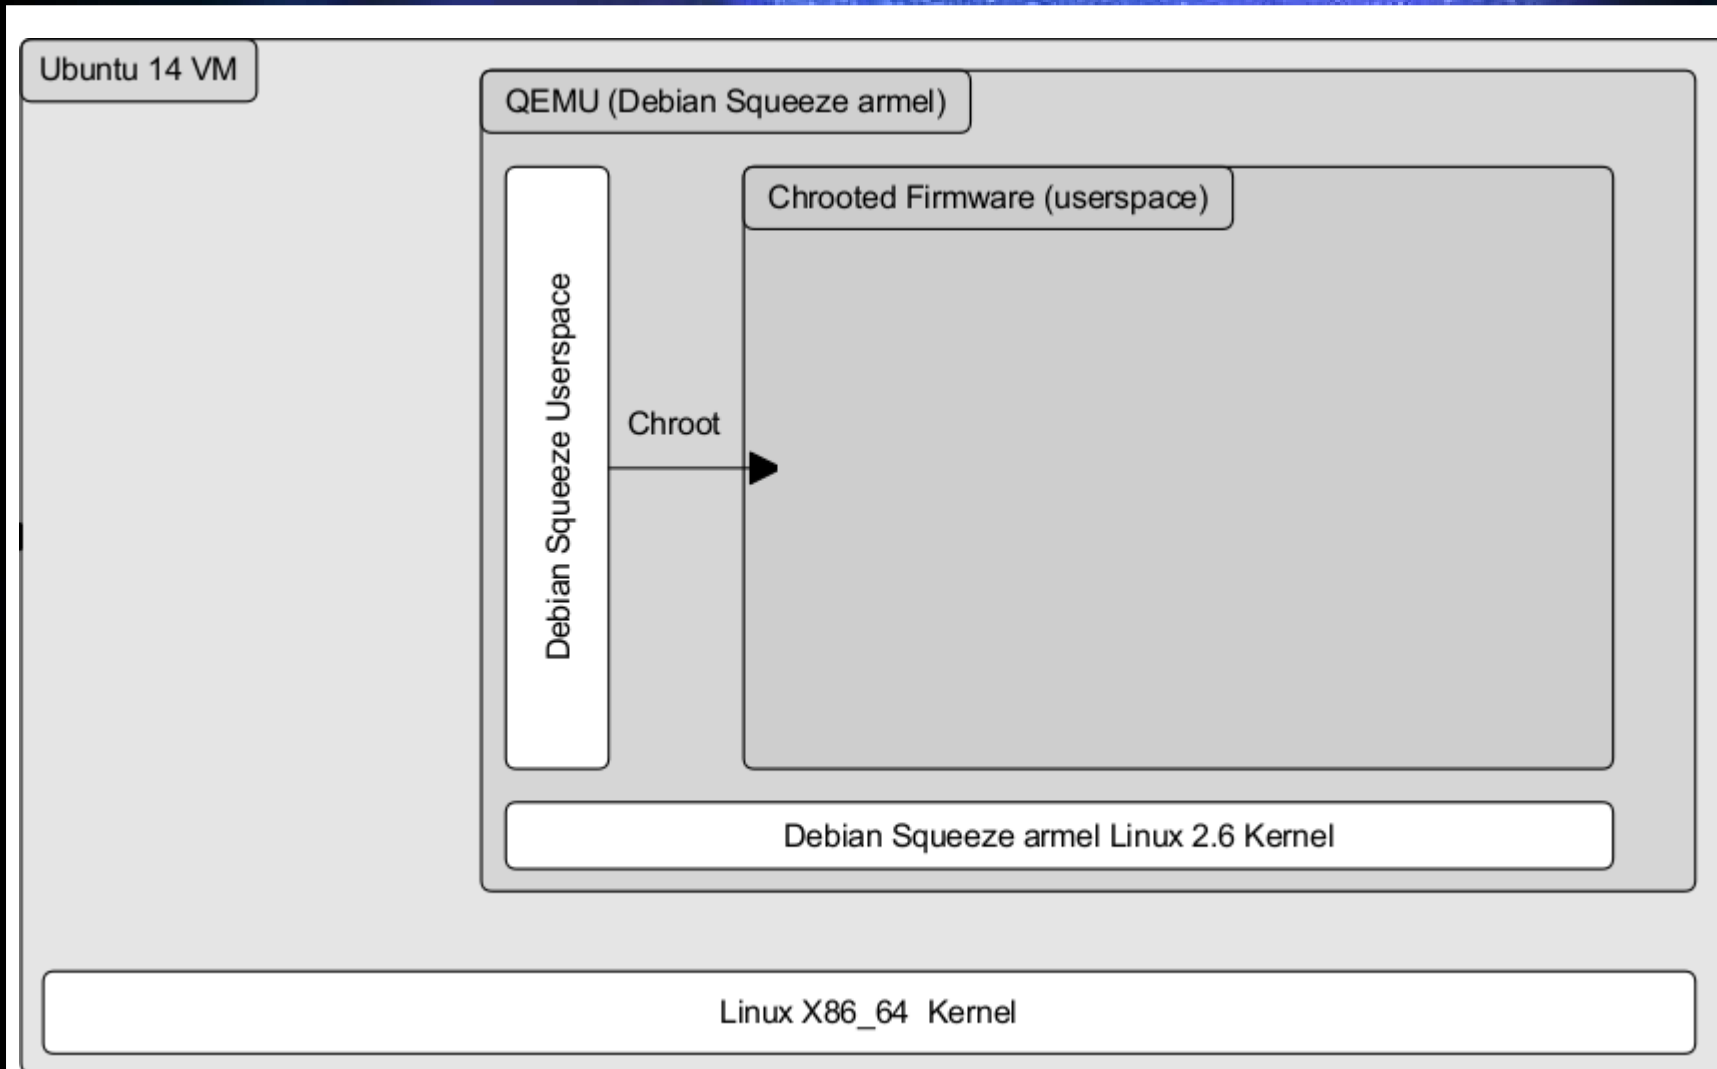 Ubuntu 14 VM
QEMU (Debian Squeeze armel)
Chrooted Firmware (userspace)
Debian Squeeze Userspace
Chroot
Debian Squeeze armel Linux 2.6 Kernel
Linux X86_64  Kernel